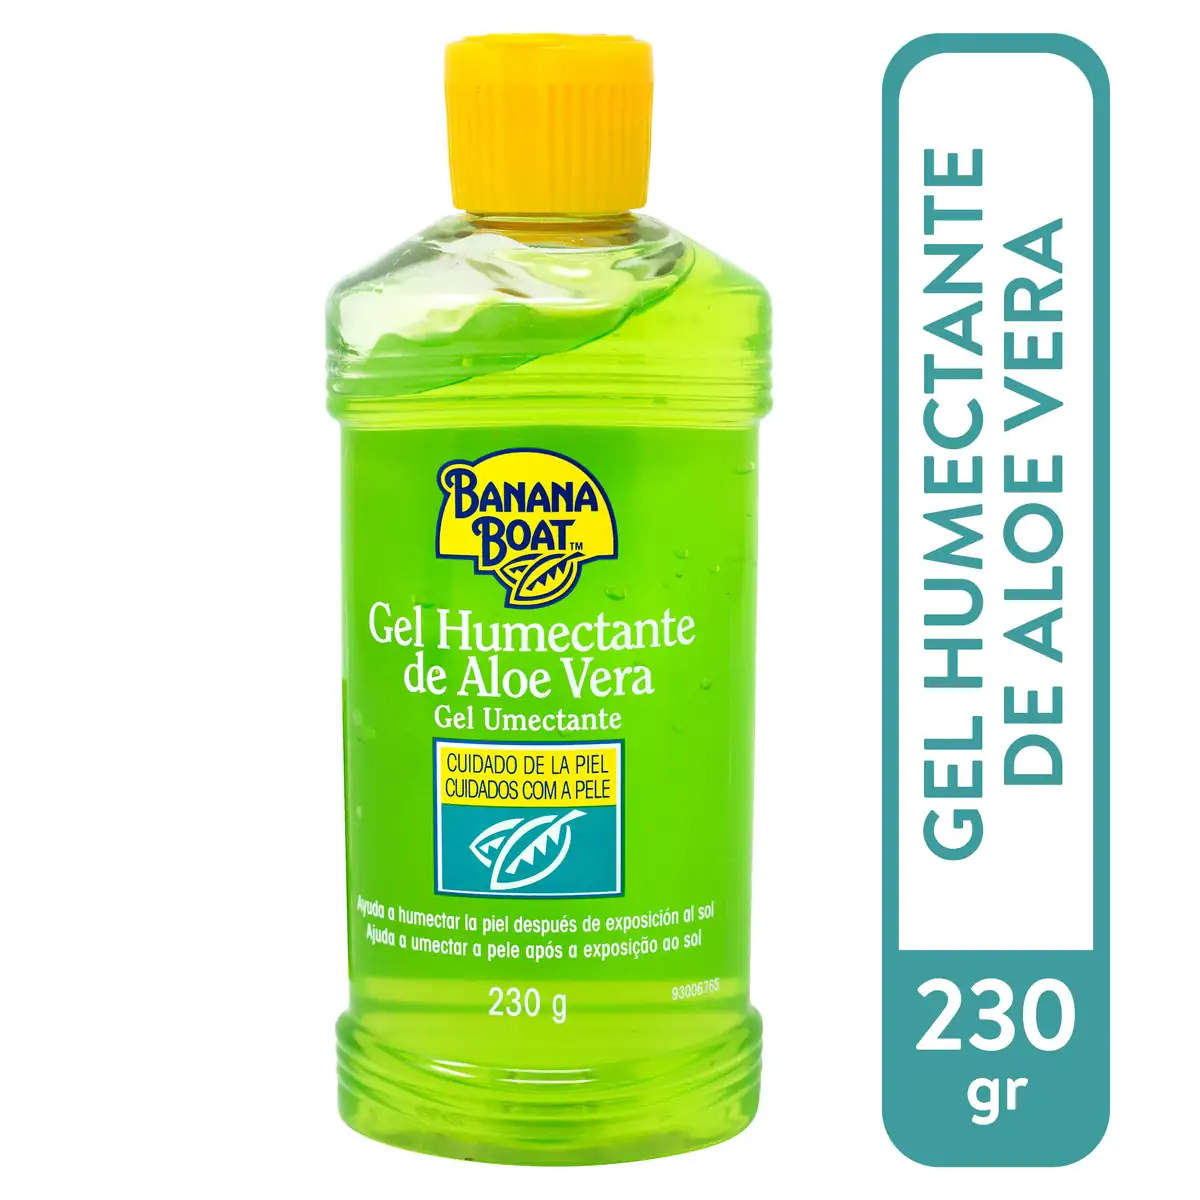 BANANA
BOAT™
Gel Humectante
de Aloe Vera
Gel Umectante
CUIDADO DE LA PIEL
CUIDADOS COM A PELE
Ayuda a humectar la piel después de exposición al sol
Ajuda a umectar a pele após a exposição ao sol
230 g
93006765
GEL HUMECTANTE
DE ALOE VERA
230
gr